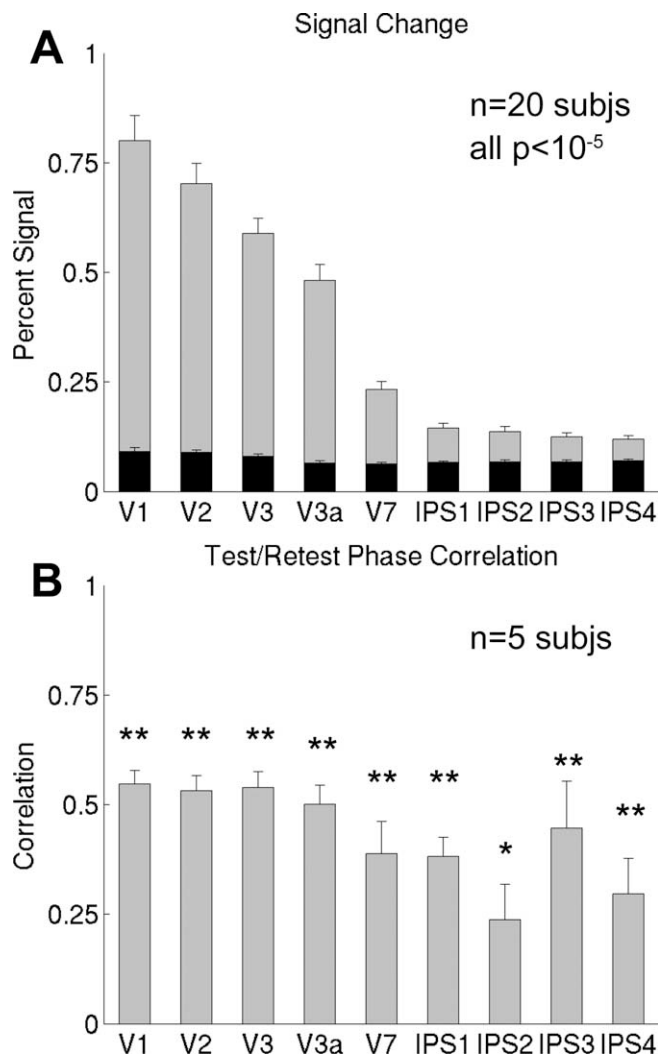 Signal Change
A
n=20 subjs
all p<10⁻⁵
Percent Signal
1
0.75
0.5
0.25
0
V1 V2 V3 V3a V7 IPS1 IPS2 IPS3 IPS4
Test/Retest Phase Correlation
B
n=5 subjs
Correlation
1
0.75
0.5
0.25
0
** ** ** ** ** ** * ** **
V1 V2 V3 V3a V7 IPS1 IPS2 IPS3 IPS4